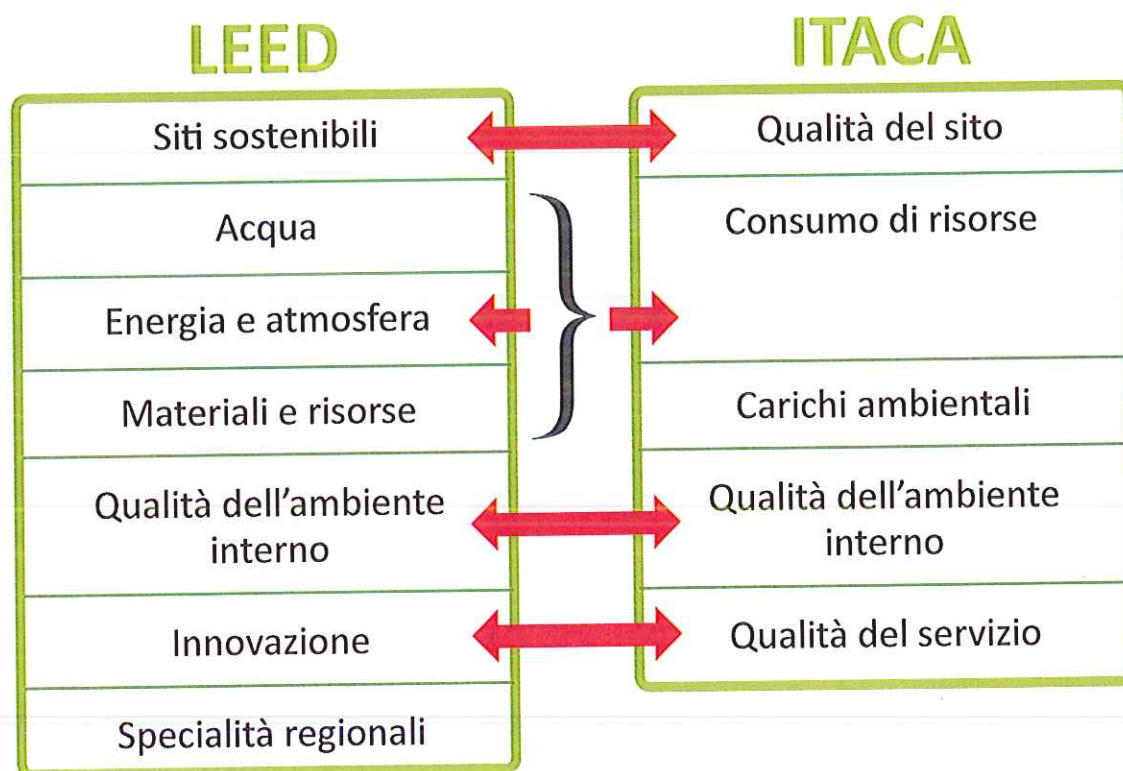 LEED
Siti sostenibili
Acqua
Energia e atmosfera
Materiali e risorse
Qualità dell'ambiente
interno
Innovazione
Specialità regionali
ITACA
Qualità del sito
Consumo di risorse
Carichi ambientali
Qualità dell'ambiente
interno
Qualità del servizio